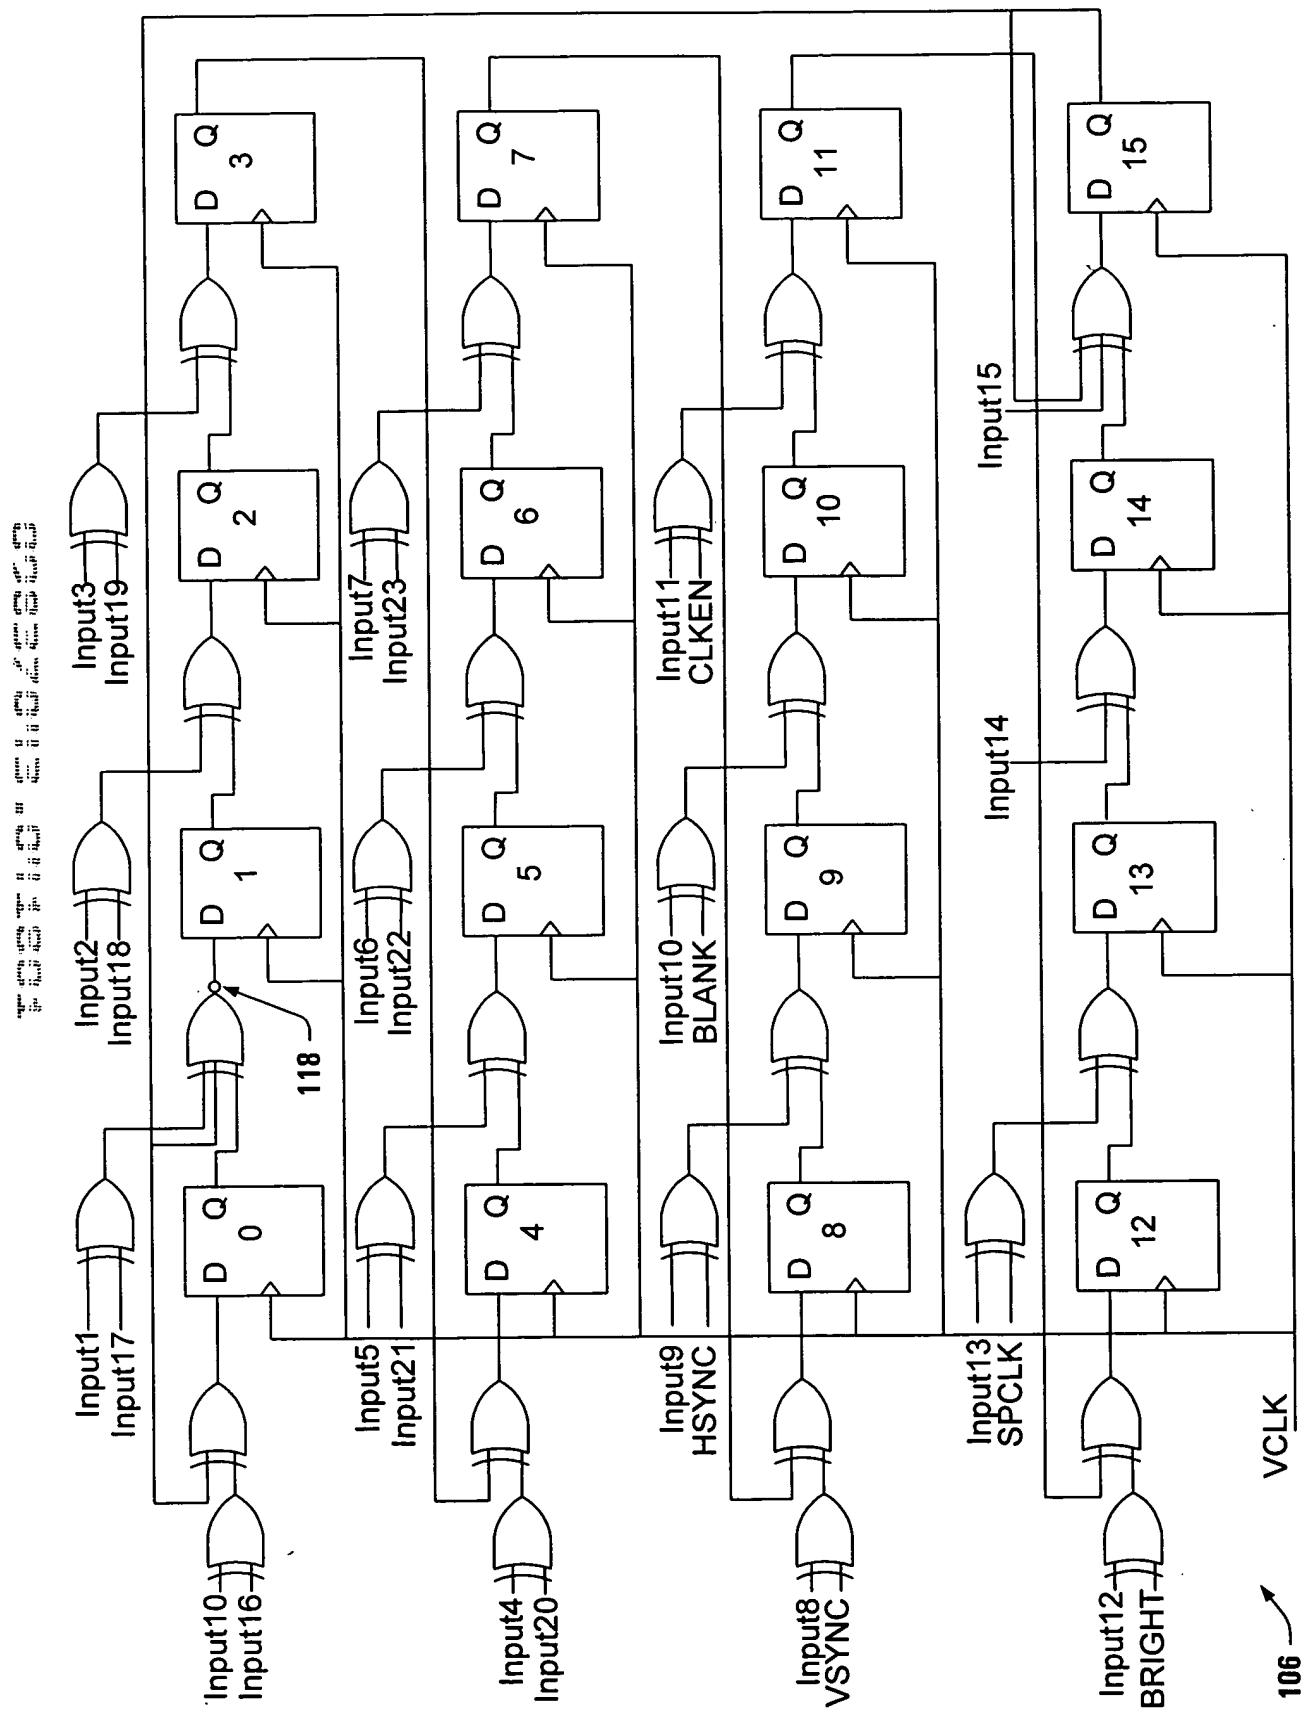 Input1
Input17
Input2
Input18
Input3
Input19
Input10
Input16
D Q
0
118
D Q
1
D Q
2
D Q
3
Input5
Input21
Input6
Input22
Input7
Input23
Input4
Input20
D Q
4
D Q
5
D Q
6
D Q
7
Input9
HSYNC
Input10
BLANK
Input11
CLKEN
Input8
VSYNC
D Q
8
D Q
9
D Q
10
D Q
11
Input13
SPCLK
Input14
Input15
Input12
BRIGHT
D Q
12
D Q
13
D Q
14
D Q
15
VCLK
106